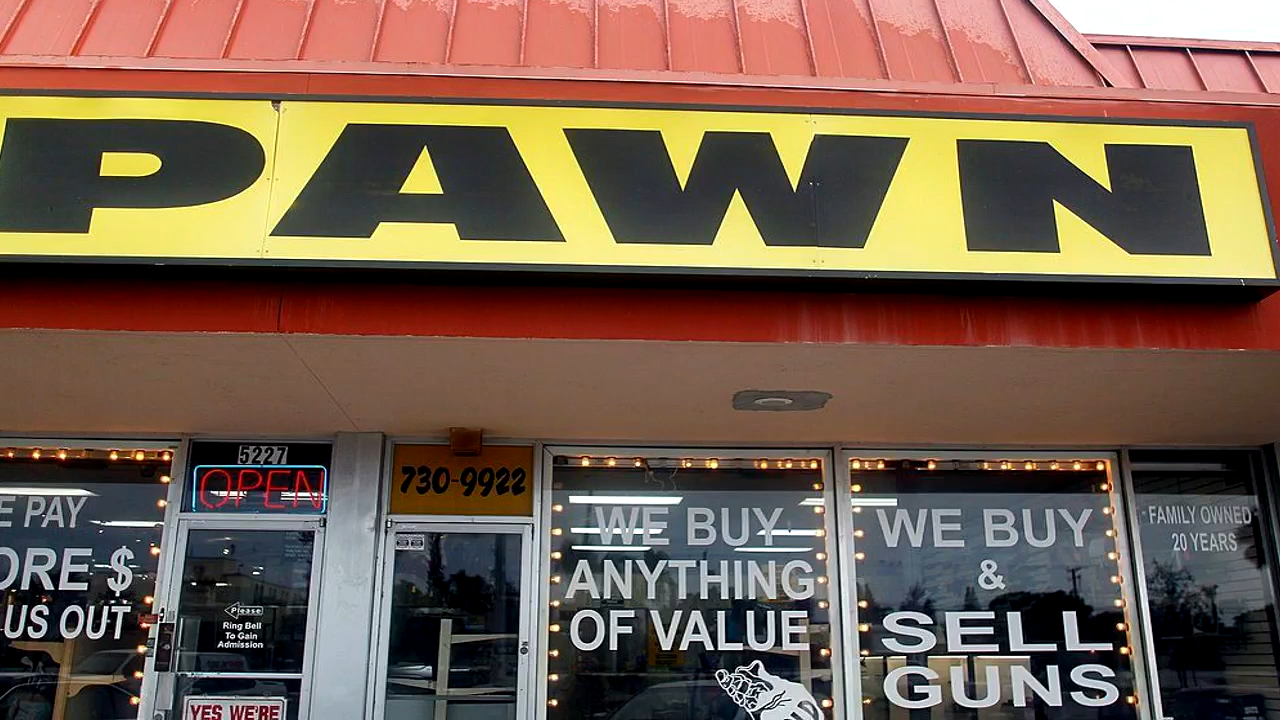 PAWN
5227
OPEN
730-9922
E PAY
ORE $
US OUT
Please
Ring Bell
To Gain
Admission
YES WE'RE
WE BUY
ANYTHING
OF VALUE
WE BUY
&
SELL
GUNS
FAMILY OWNED
20 YEARS